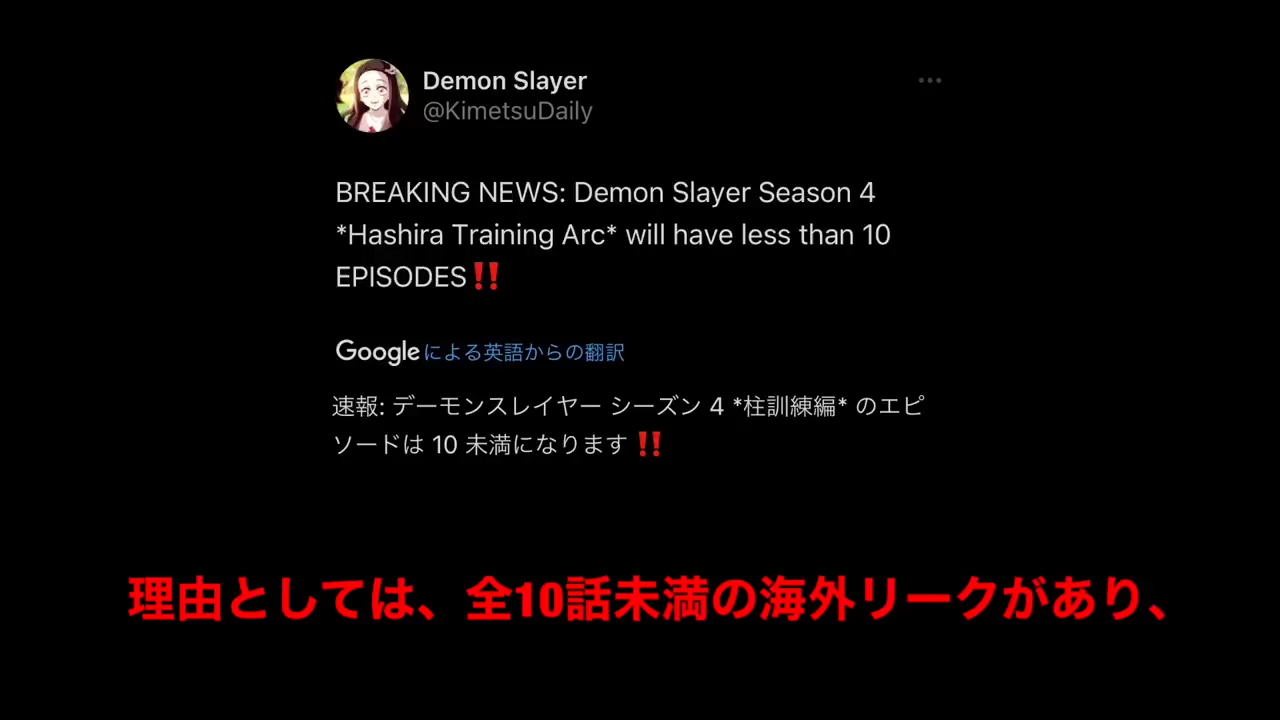 Demon Slayer
@KimetsuDaily
BREAKING NEWS: Demon Slayer Season 4
*Hashira Training Arc* will have less than 10
EPISODES‼️
Googleによる英語からの翻訳
速報: デーモンスレイヤー シーズン 4 *柱訓練編* のエピ
ソードは 10 未満になります ‼️
理由としては、全10話未満の海外リークがあり、